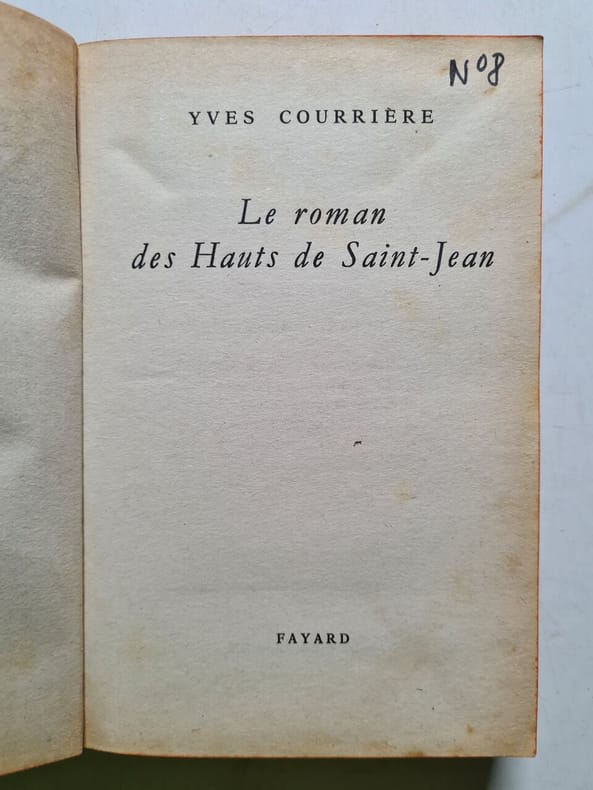 N°8
YVES COURRIÈRE
Le roman
des Hauts de Saint-Jean
FAYARD